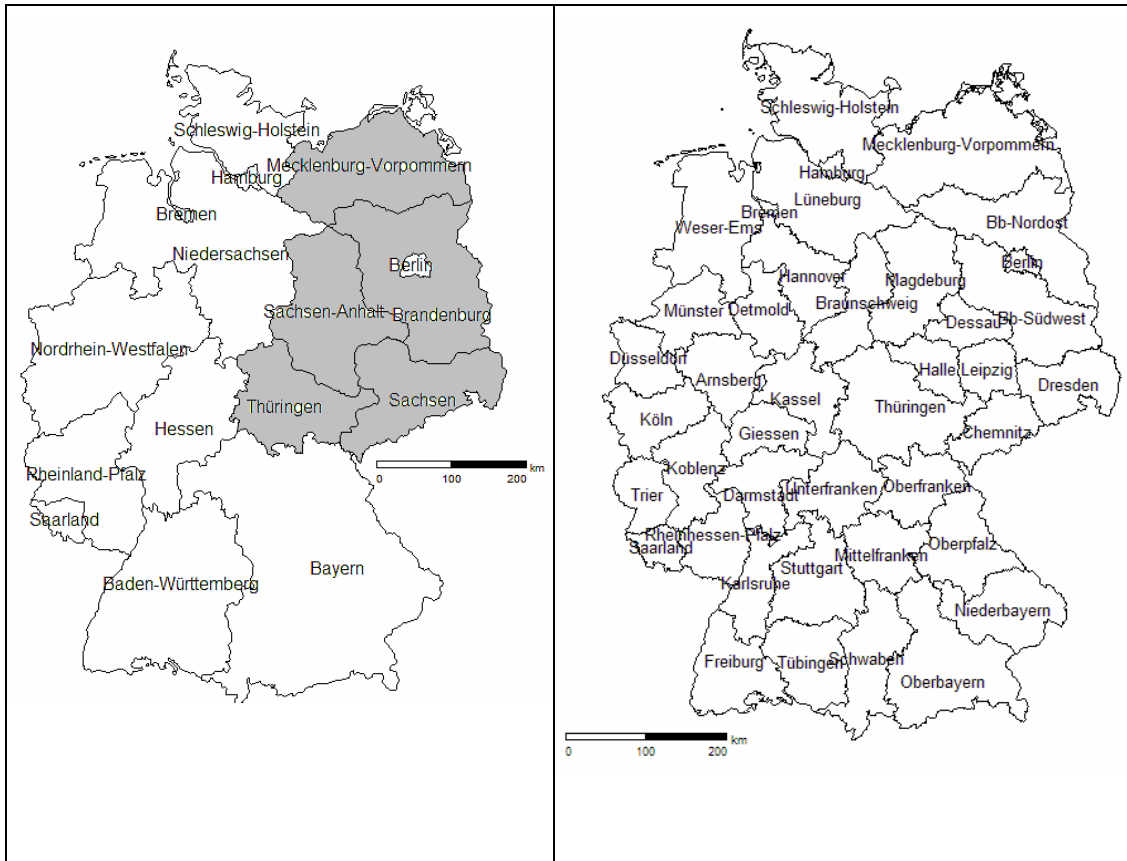 Schleswig-Holstein
Mecklenburg-Vorpommern
Hamburg
Bremen
Niedersachsen
Berlin
Sachsen-Anhalt
Brandenburg
Nordrhein-Westfalen
Sachsen
Thüringen
Hessen
km
0 100 200
Rheinland-Pfalz
Saarland
Bayern
Baden-Württemberg
Schleswig-Holstein
Mecklenburg-Vorpommern
Hamburg
Lüneburg
Bremen
Bb-Nordost
Weser-Ems
Berlin
Hannover
Magdeburg
Braunschweig
Münster
Detmold
Bb-Südwest
Dessau
Düsseldorf
Halle
Leipzig
Arnsberg
Dresden
Kassel
Thüringen
Köln
Giessen
Chemnitz
Koblenz
Oberfranken
Unterfranken
Trier
Darmstadt
Rheinhessen-Pfalz
Oberpfalz
Saarland
Mittelfranken
Stuttgart
Karlsruhe
Niederbayern
Schwaben
Freiburg
Tübingen
Oberbayern
km
0 100 200